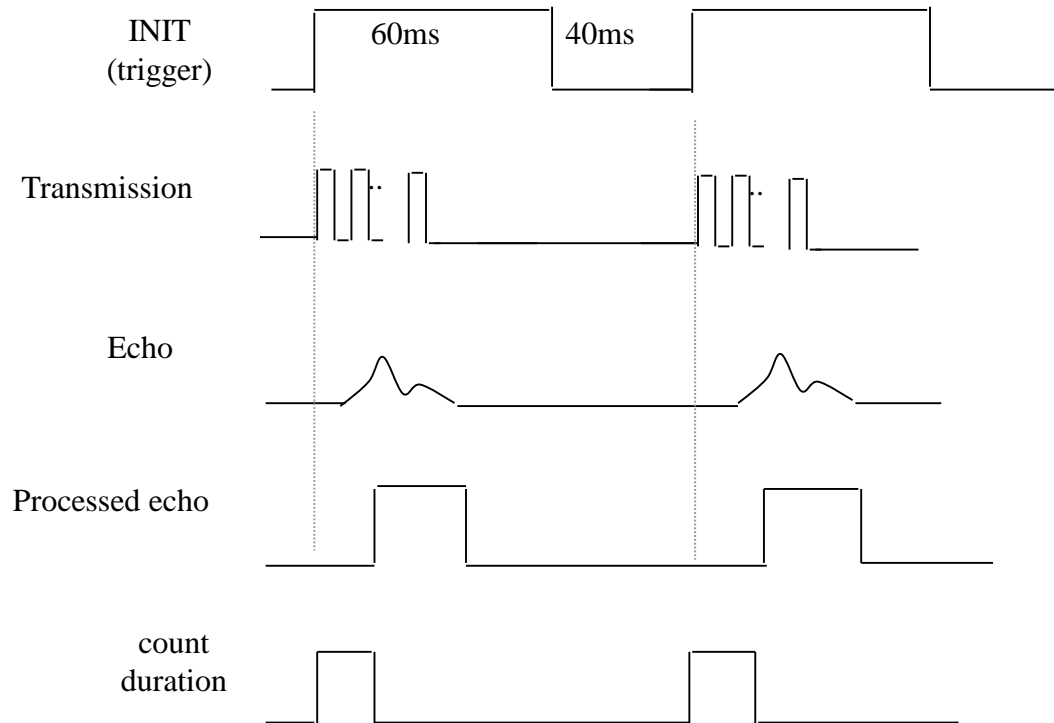 INIT
(trigger)
60ms
40ms
Transmission
..
..
Echo
Processed echo
count
duration